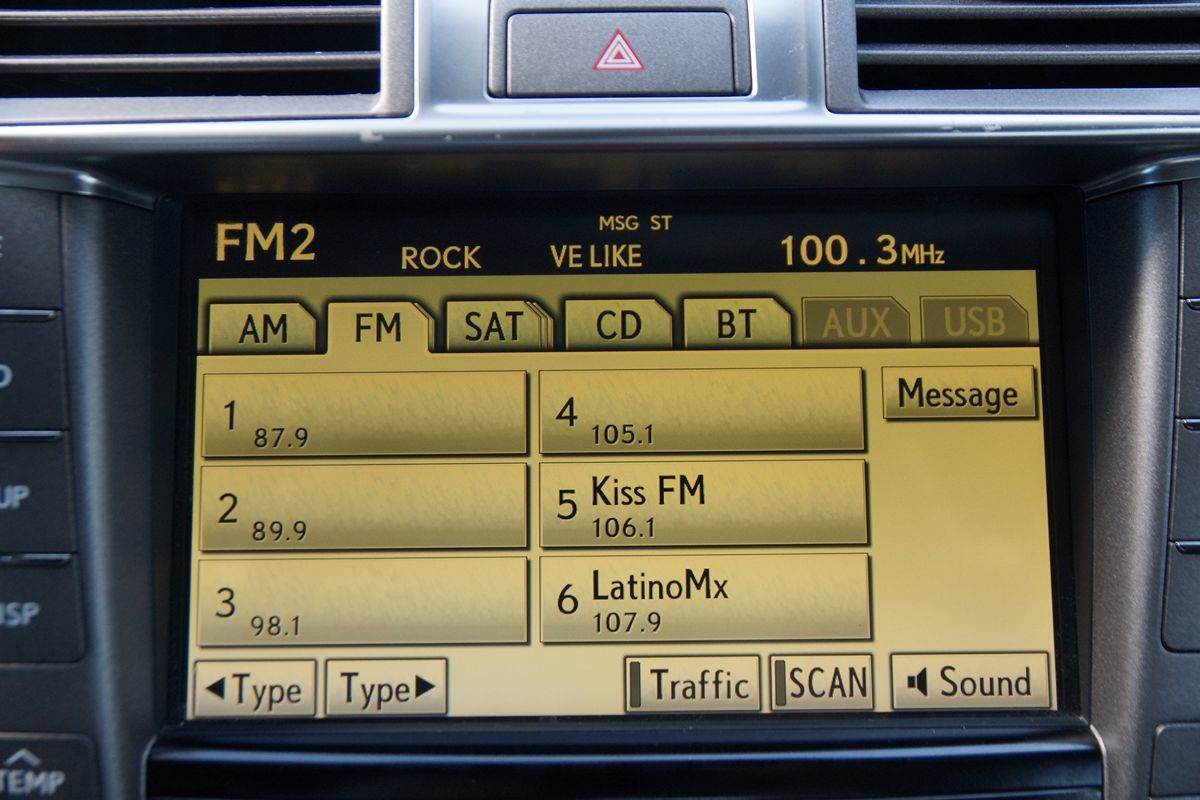 MSG ST
FM2 ROCK VE LIKE 100.3MHz
AM FM SAT CD BT AUX USB
1 87.9
4 105.1
Message
2 89.9
5 Kiss FM
106.1
3 98.1
6 LatinoMx
107.9
◀Type Type▶ Traffic SCAN Sound
UP
TEMP